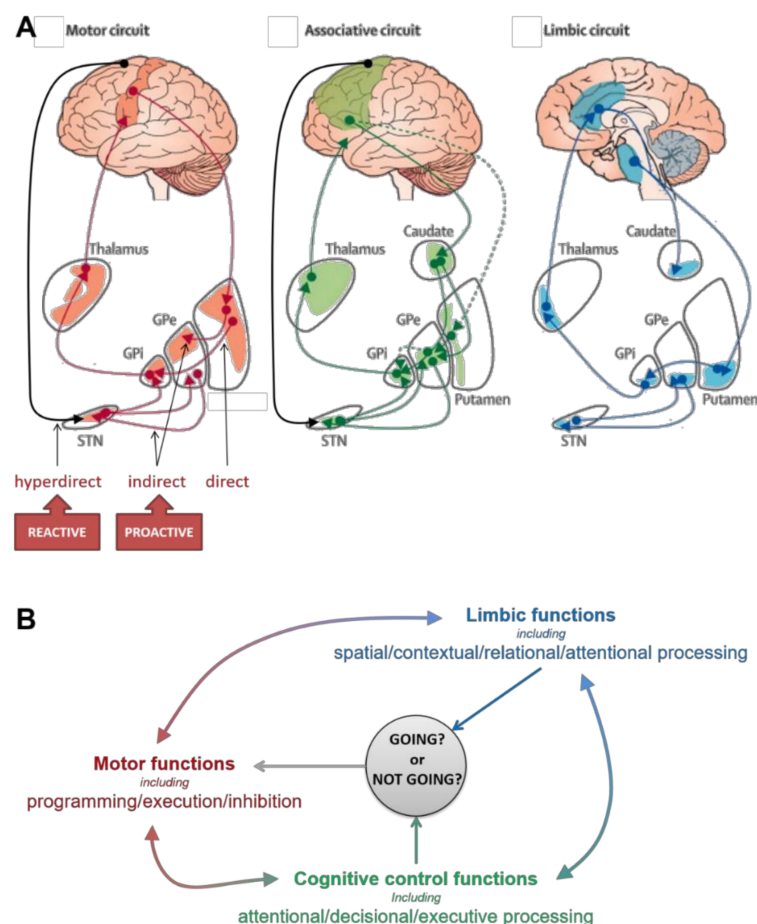 A
Motor circuit
Associative circuit
Limbic circuit
Thalamus
GPe
GPi
STN
Caudate
Thalamus
GPe
GPi
Putamen
STN
Caudate
Thalamus
GPe
GPi
Putamen
STN
hyperdirect
indirect
direct
REACTIVE
PROACTIVE
B
Limbic functions
including
spatial/contextual/relational/attentional processing
GOING?
or
NOT GOING?
Motor functions
including
programming/execution/inhibition
Cognitive control functions
Including
attentional/decisional/executive processing